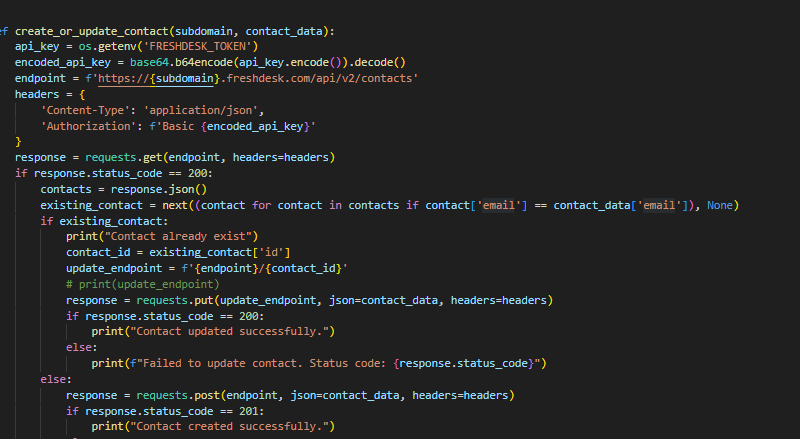 ef create_or_update_contact(subdomain, contact_data):
    api_key = os.getenv('FRESHDESK_TOKEN')
    encoded_api_key = base64.b64encode(api_key.encode()).decode()
    endpoint = f'https://{subdomain}.freshdesk.com/api/v2/contacts'
    headers = {
        'Content-Type': 'application/json',
        'Authorization': f'Basic {encoded_api_key}'
    }
    response = requests.get(endpoint, headers=headers)
    if response.status_code == 200:
        contacts = response.json()
        existing_contact = next((contact for contact in contacts if contact['email'] == contact_data['email']), None)
        if existing_contact:
            print("Contact already exist")
            contact_id = existing_contact['id']
            update_endpoint = f'{endpoint}/{contact_id}'
            # print(update_endpoint)
            response = requests.put(update_endpoint, json=contact_data, headers=headers)
            if response.status_code == 200:
                print("Contact updated successfully.")
            else:
                print(f"Failed to update contact. Status code: {response.status_code}")
        else:
            response = requests.post(endpoint, json=contact_data, headers=headers)
            if response.status_code == 201:
                print("Contact created successfully.")